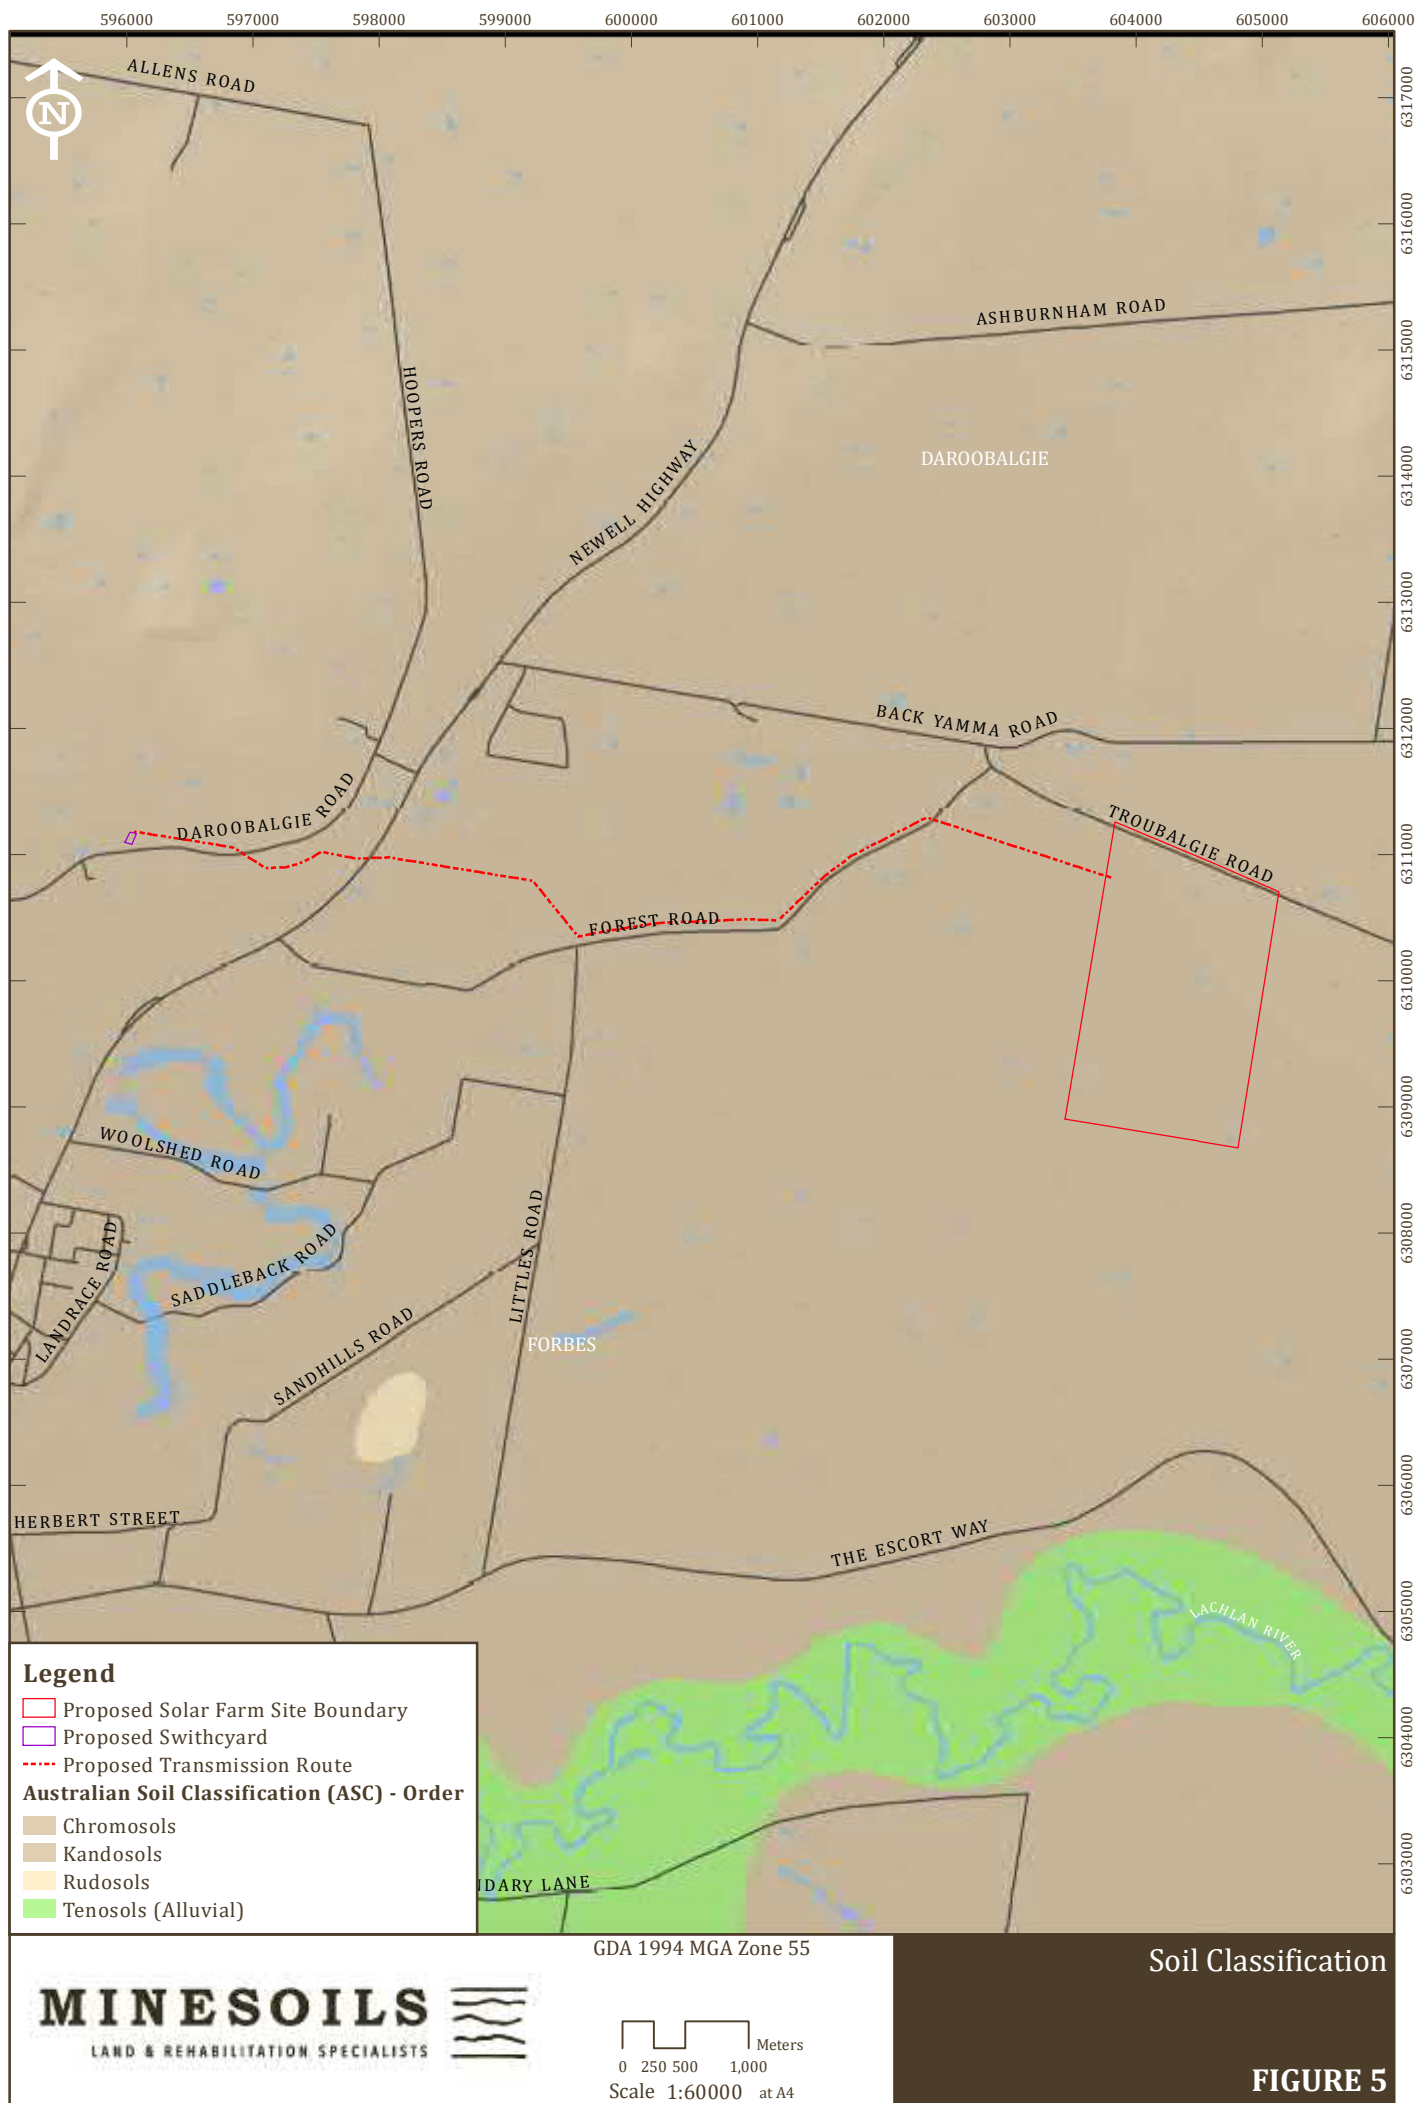 596000 597000 598000 599000 600000 601000 602000 603000 604000 605000 606000
N
ALLENS ROAD
6317000
6316000
ASHBURNHAM ROAD
6315000
HOOPERS ROAD
NEWELL HIGHWAY
DAROOBALGIE
6314000
6313000
BACK YAMMA ROAD
6312000
DAROOBALGIE ROAD
TROUBALGIE ROAD
6311000
FOREST ROAD
6310000
6309000
WOOLSHED ROAD
6308000
LANDRACE ROAD
SADDLEBACK ROAD
LITTLES ROAD
SANDHILLS ROAD
FORBES
6307000
6306000
HERBERT STREET
THE ESCORT WAY
6305000
LACHLAN RIVER
6304000
6303000
NDARY LANE
Legend
Proposed Solar Farm Site Boundary
Proposed Swithcyard
Proposed Transmission Route
Australian Soil Classification (ASC) - Order
Chromosols
Kandosols
Rudosols
Tenosols (Alluvial)
MINESOILS
LAND & REHABILITATION SPECIALISTS
GDA 1994 MGA Zone 55
Meters
0 250 500 1,000
Scale 1:60000 at A4
Soil Classification
FIGURE 5